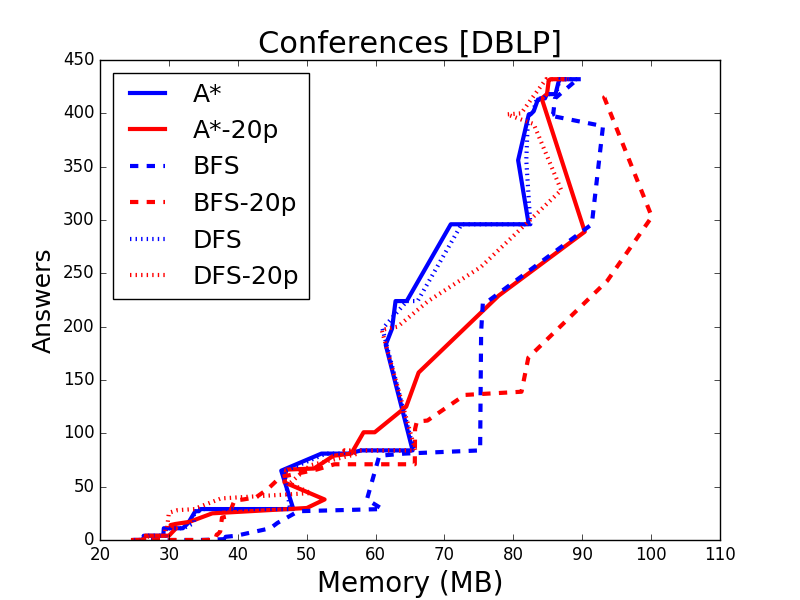 Conferences [DBLP]
450
400
350
300
250
200
150
100
50
0
Answers
A*
A*-20p
BFS
BFS-20p
DFS
DFS-20p
20 30 40 50 60 70 80 90 100 110
Memory (MB)